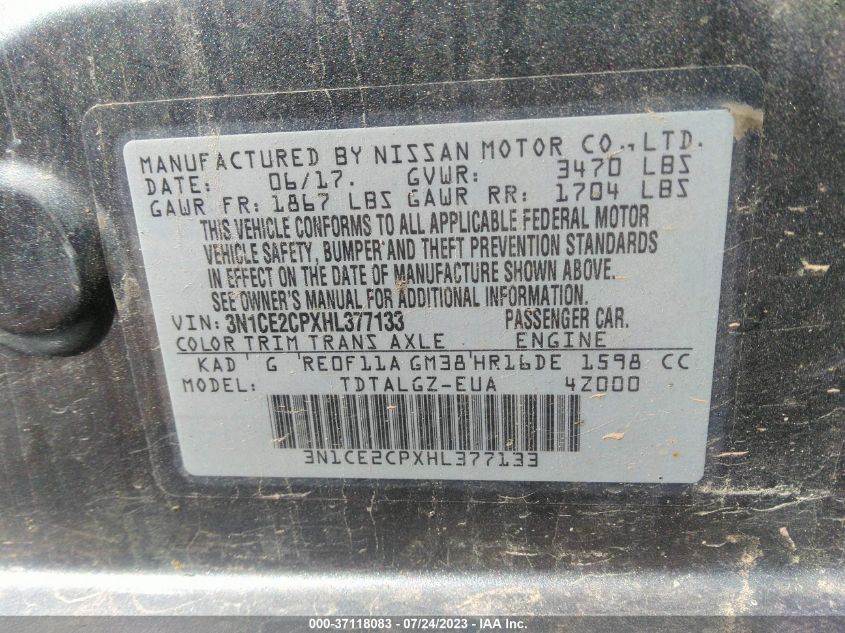 MANUFACTURED BY NISSAN MOTOR CO.,LTD.
DATE: 06/17. GVWR: 3470 LBS
GAWR FR: 1867 LBS GAWR RR: 1704 LBS
THIS VEHICLE CONFORMS TO ALL APPLICABLE FEDERAL MOTOR
VEHICLE SAFETY, BUMPER AND THEFT PREVENTION STANDARDS
IN EFFECT ON THE DATE OF MANUFACTURE SHOWN ABOVE.
SEE OWNER'S MANUAL FOR ADDITIONAL INFORMATION.
VIN: 3N1CE2CPXHL377133 PASSENGER CAR.
COLOR TRIM TRANS AXLE ENGINE
KAD G RE0F11A GM38 HR16DE 1598 CC
MODEL: TDTALGZ-EUA 4Z000
3N1CE2CPXHL377133
000-37118083 - 07/24/2023 - IAA Inc.